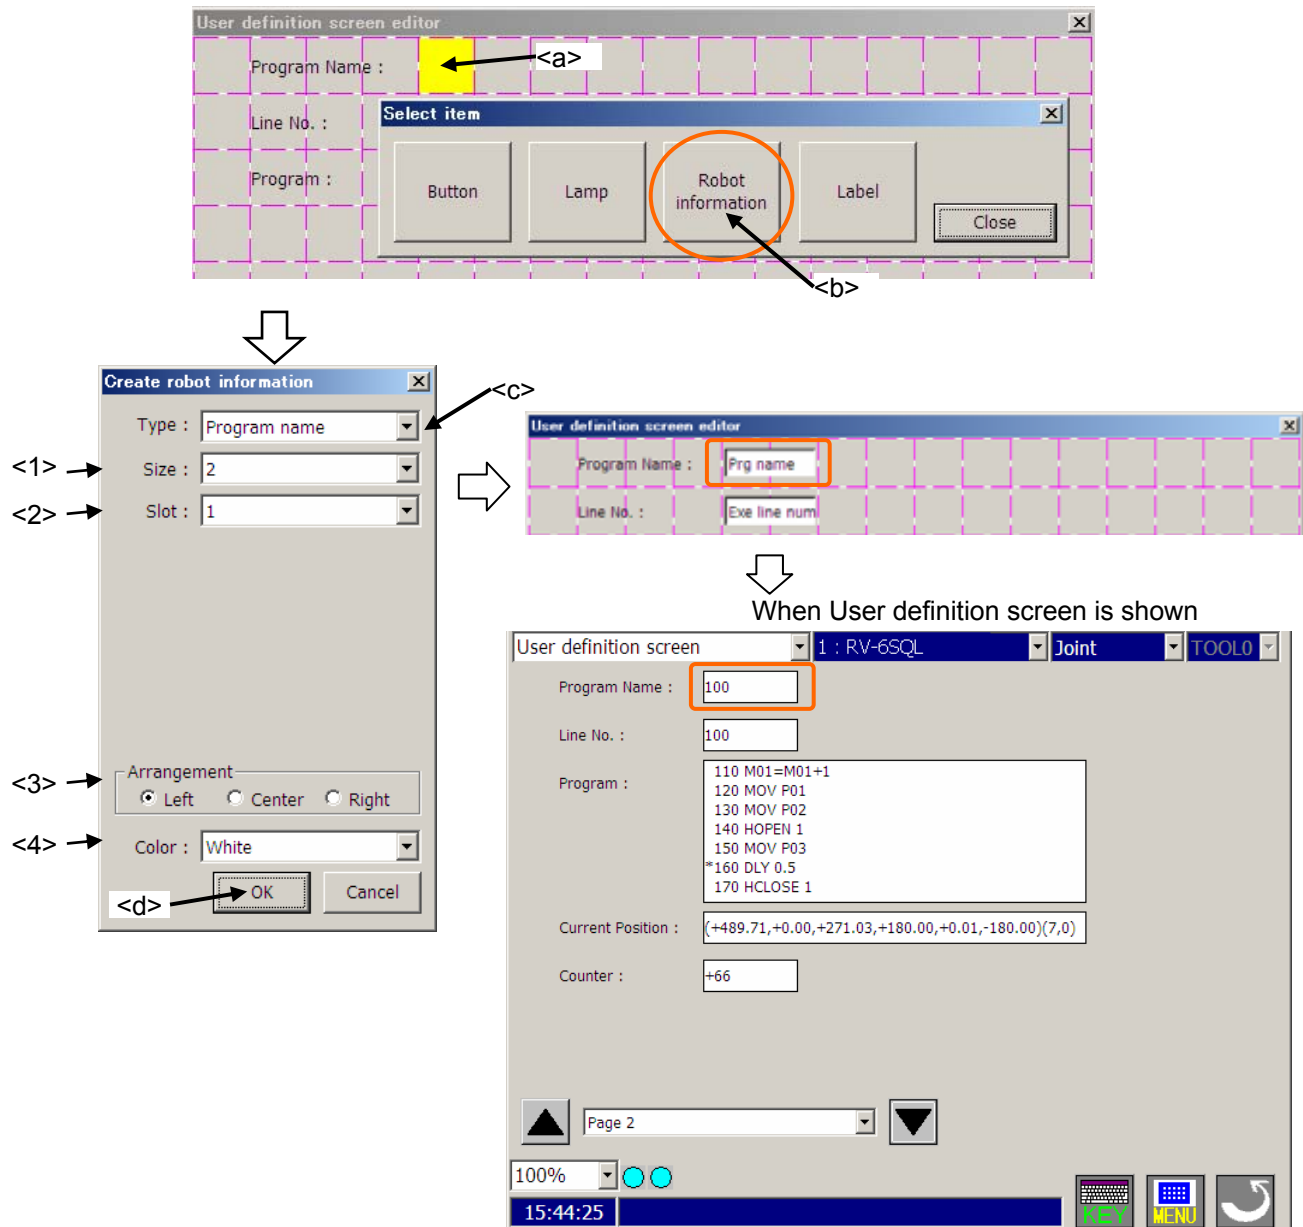 User definition screen editor
Program Name :
<a>
Line No. :
Select item
Program :
Button
Lamp
Robot
information
Label
Close
<b>
Create robot information
<c>
Type : Program name
<1>
Size : 2
<2>
Slot : 1
User definition screen editor
Program Name : Prg name
Line No. : Exe line num
When User definition screen is shown
User definition screen 1 : RV-6SQL Joint TOOL0
Program Name : 100
Line No. : 100
Program :
110 M01=M01+1
120 MOV P01
130 MOV P02
140 HOPEN 1
150 MOV P03
*160 DLY 0.5
170 HCLOSE 1
<3>
Arrangement
Left Center Right
<4>
Color : White
<d>
OK Cancel
Current Position : (+489.71,+0.00,+271.03,+180.00,+0.01,-180.00)(7,0)
Counter : +66
Page 2
100%
15:44:25
KEY MENU